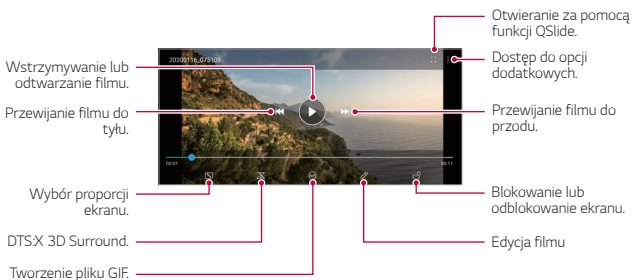 Otwieranie za pomocą
funkcji QSlide.
Dostęp do opcji
dodatkowych.
Wstrzymywanie lub
odtwarzanie filmu.
Przewijanie filmu do
tyłu.
Przewijanie filmu do
przodu.
20200116_075108
00:01
00:11
Wybór proporcji
ekranu.
Blokowanie lub
odblokowanie ekranu.
DTS:X 3D Surround.
Edycja filmu
Tworzenie pliku GIF.